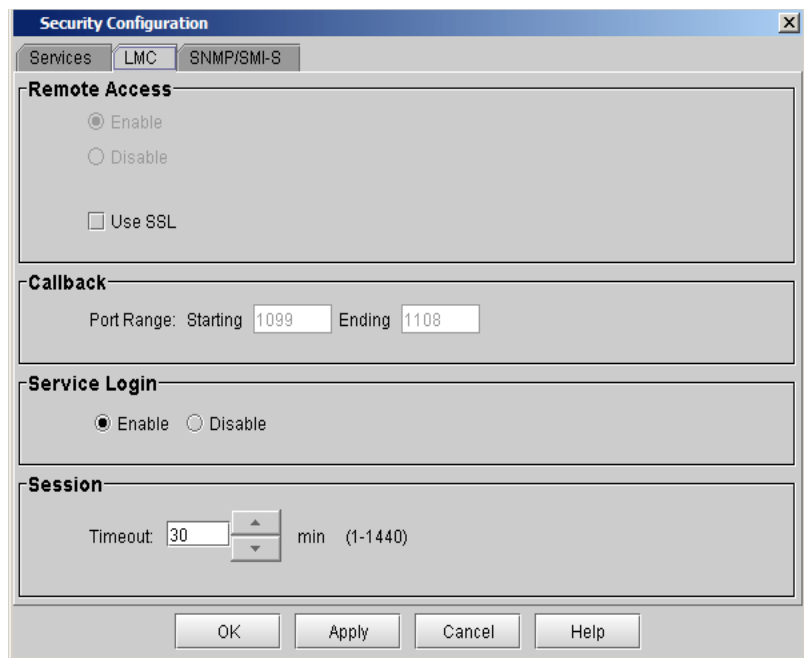 Security Configuration
Services LMC SNMP/SMI-S
Remote Access
Enable
Disable
Use SSL
Callback
Port Range: Starting 1099 Ending 1108
Service Login
Enable Disable
Session
Timeout: 30 min (1-1440)
OK Apply Cancel Help